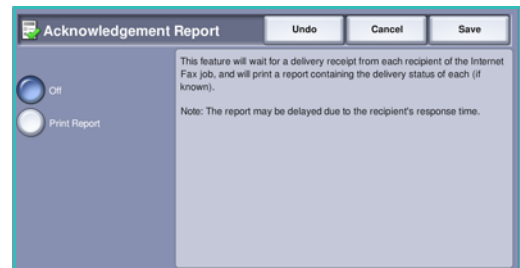 Acknowledgement Report
Undo
Cancel
Save
This feature will wait for a delivery receipt from each recipient of the Internet
Fax job, and will print a report containing the delivery status of each (if
known).
Note: The report may be delayed due to the recipient's response time.
Off
Print Report